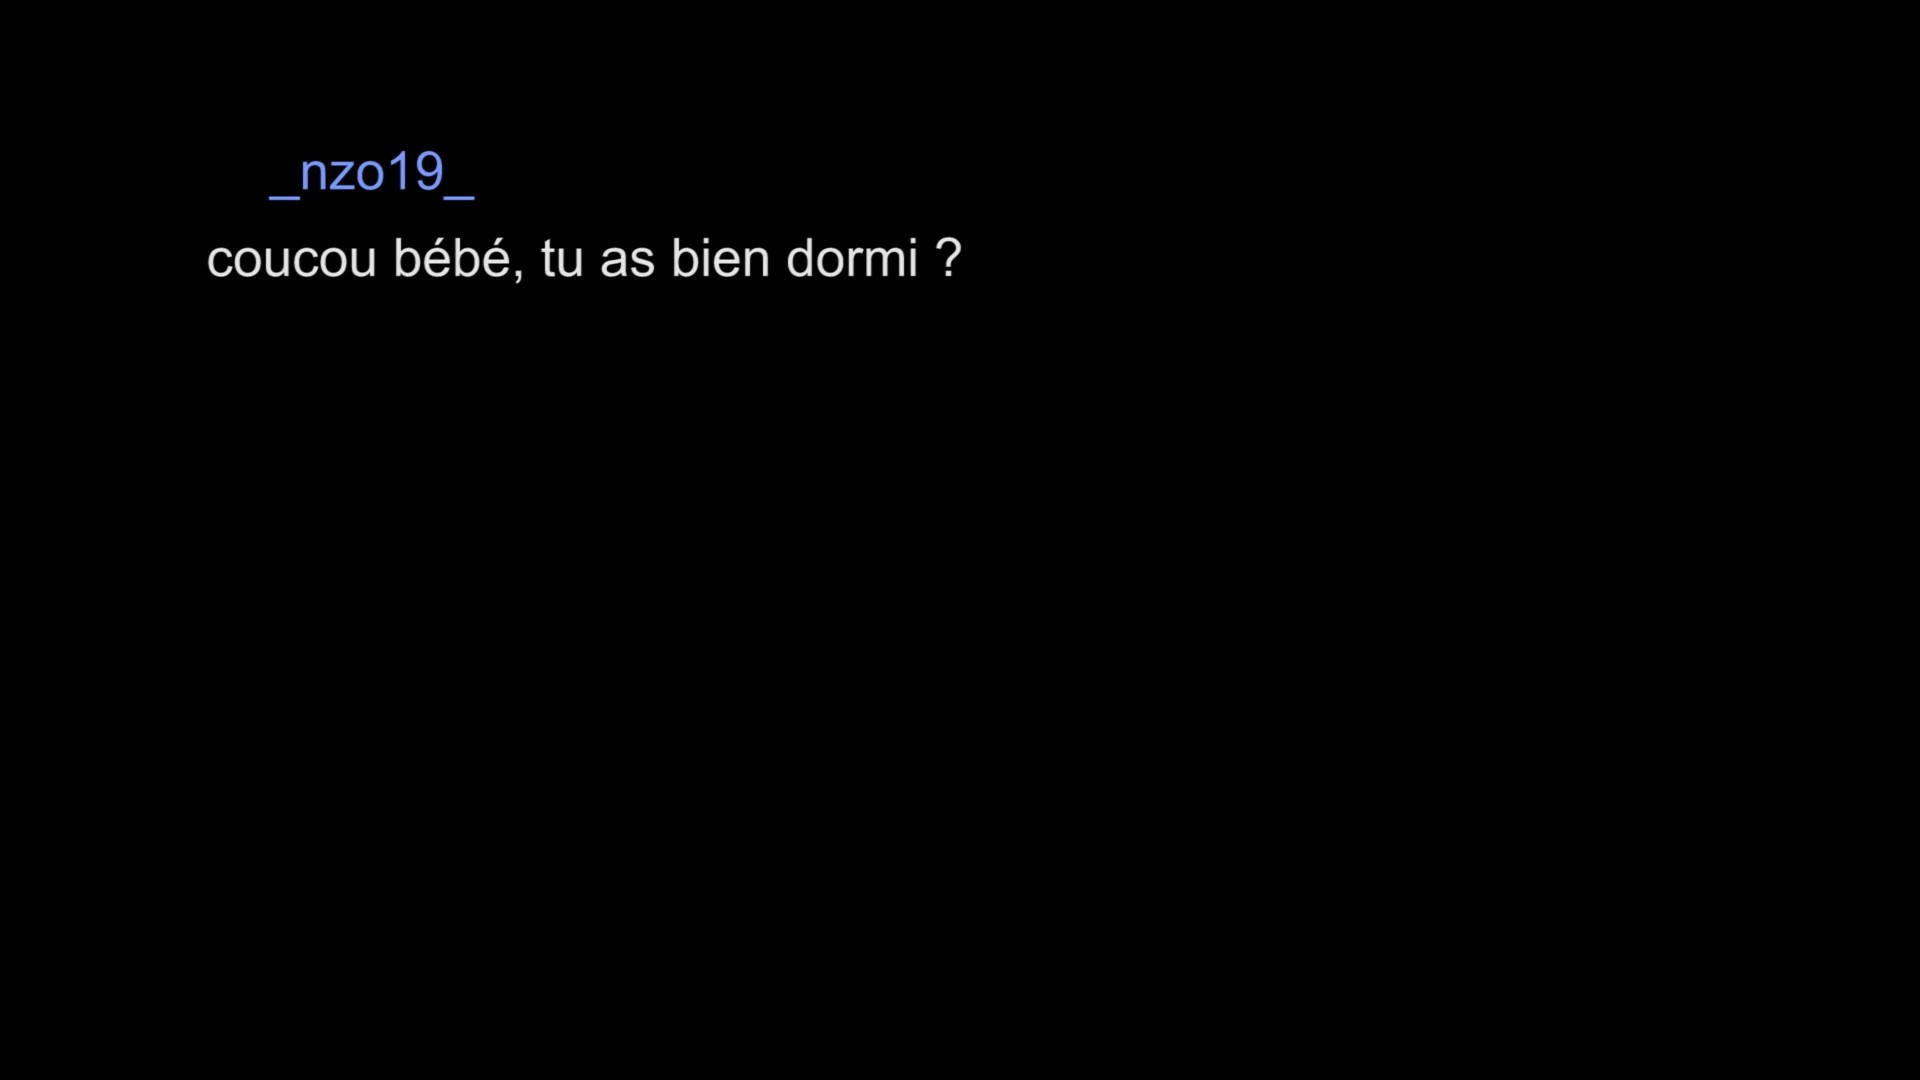 _nzo19_
coucou bébé, tu as bien dormi ?